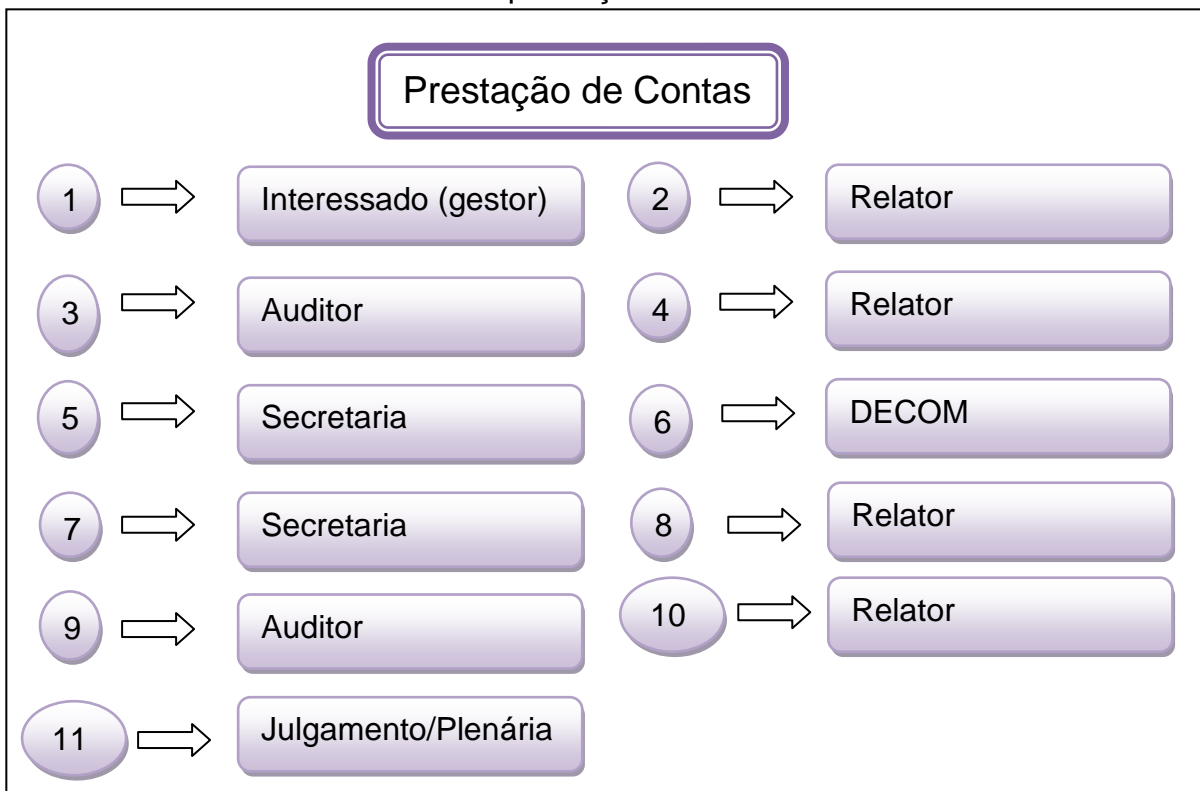 Prestação de Contas
1 Interessado (gestor)
2 Relator
3 Auditor
4 Relator
5 Secretaria
6 DECOM
7 Secretaria
8 Relator
9 Auditor
10 Relator
11 Julgamento/Plenária